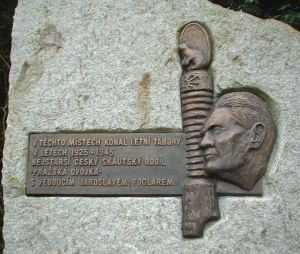 V TĚCHTO MÍSTECH KONAL LETNÍ TÁBORY
V LETECH 1925-1945
NEJSTARŠÍ ČESKÝ SKAUTSKÝ ODDÍL
-PRAŽSKÁ DVOJKA-
S VEDOUCÍM JAROSLAVEM FOGLAREM.